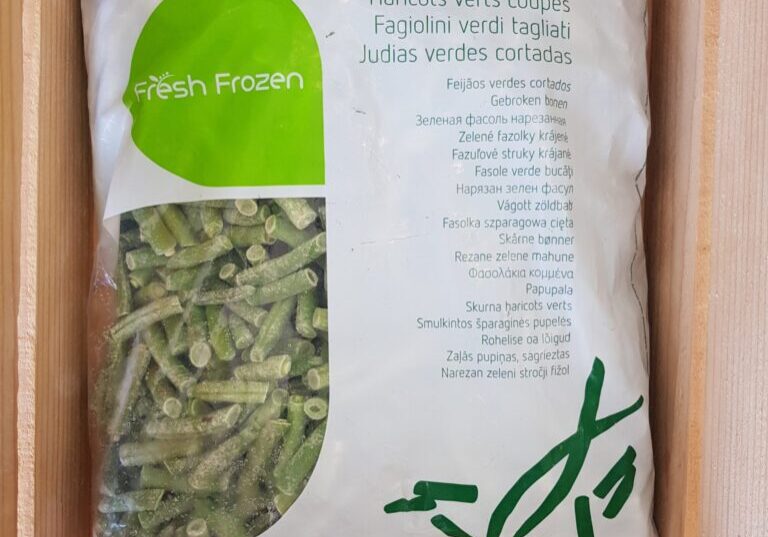 Haricots verts coupés
Fagiolini verdi tagliati
Judias verdes cortadas
Fresh Frozen
Feijãos verdes cortados
Gebroken bonen
Зеленая фасоль нарезанная
Zelené fazolky krájené
Fazuľové struky krájané
Fasole verde bucăți
Нарязан зелен фасул
Vágott zöldbab
Fasolka szparagowa cięta
Skårne bønner
Rezane zelene mahune
Φασολάκια κομμένα
Papupala
Skurna haricots verts
Smulkintos šparaginės pupelės
Rohelise oa lõigud
Zaļās pupiņas, sagrieztas
Narezan zeleni stročji fižol